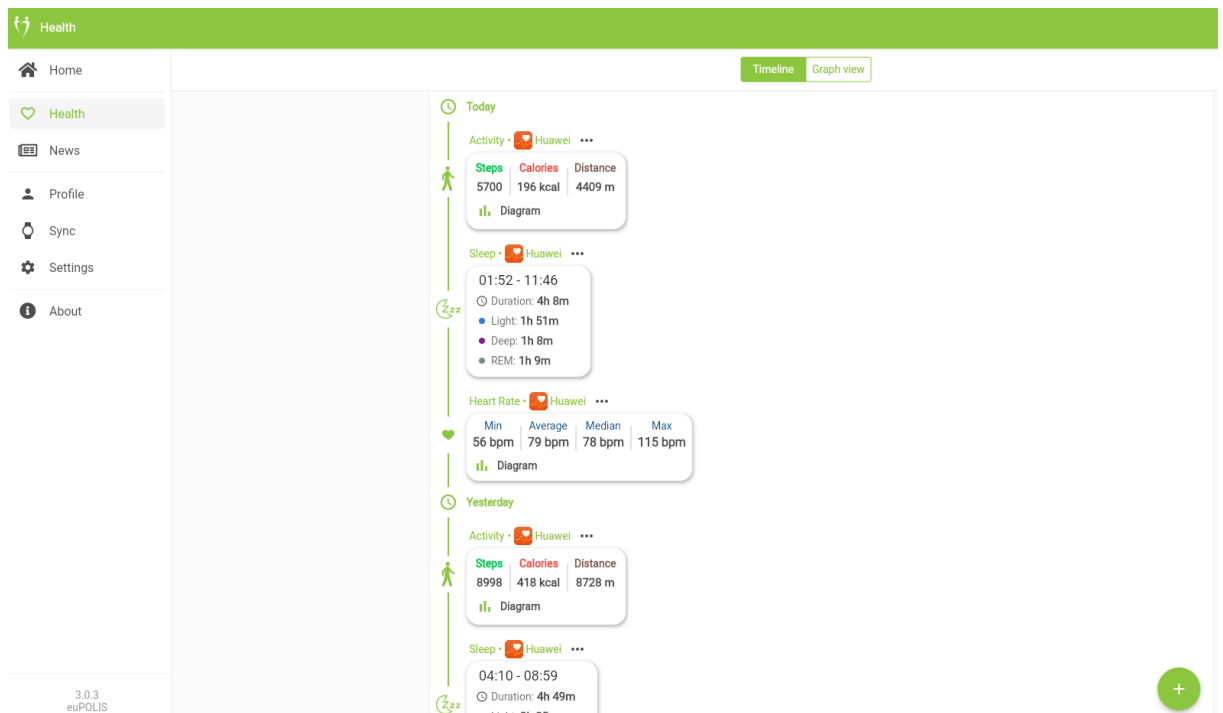 Health
Home
Health
News
Profile
Sync
Settings
About
3.0.3
euPOLIS
Timeline Graph view
Today
Activity • Huawei •••
Steps Calories Distance
5700 196 kcal 4409 m
Diagram
Sleep • Huawei •••
01:52 - 11:46
Duration: 4h 8m
Light: 1h 51m
Deep: 1h 8m
REM: 1h 9m
Heart Rate • Huawei •••
Min Average Median Max
56 bpm 79 bpm 78 bpm 115 bpm
Diagram
Yesterday
Activity • Huawei •••
Steps Calories Distance
8998 418 kcal 8728 m
Diagram
Sleep • Huawei •••
04:10 - 08:59
Duration: 4h 49m